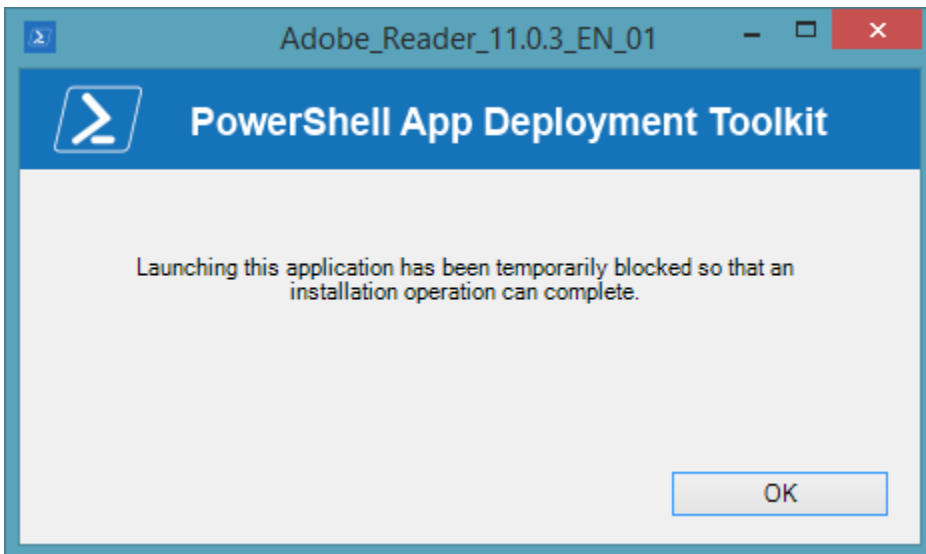 Adobe_Reader_11.0.3_EN_01
PowerShell App Deployment Toolkit
Launching this application has been temporarily blocked so that an
installation operation can complete.
OK